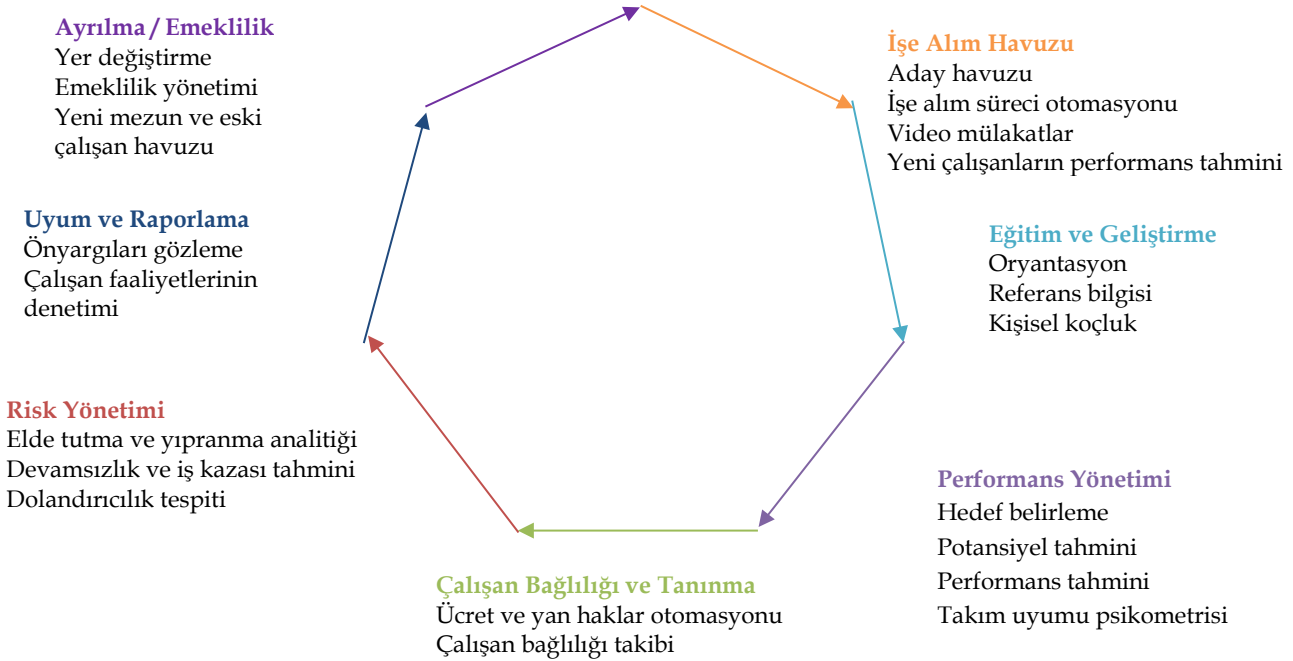 Ayrılma / Emeklilik
Yer değiştirme
Emeklilik yönetimi
Yeni mezun ve eski
çalışan havuzu
İşe Alım Havuzu
Aday havuzu
İşe alım süreci otomasyonu
Video mülakatlar
Yeni çalışanların performans tahmini
Uyum ve Raporlama
Önyargıları gözleme
Çalışan faaliyetlerinin
denetimi
Eğitim ve Geliştirme
Oryantasyon
Referans bilgisi
Kişisel koçluk
Risk Yönetimi
Elde tutma ve yıpranma analitiği
Devamsızlık ve iş kazası tahmini
Dolandırıcılık tespiti
Performans Yönetimi
Hedef belirleme
Potansiyel tahmini
Performans tahmini
Takım uyumu psikometrisi
Çalışan Bağlılığı ve Tanınma
Ücret ve yan haklar otomasyonu
Çalışan bağlılığı takibi